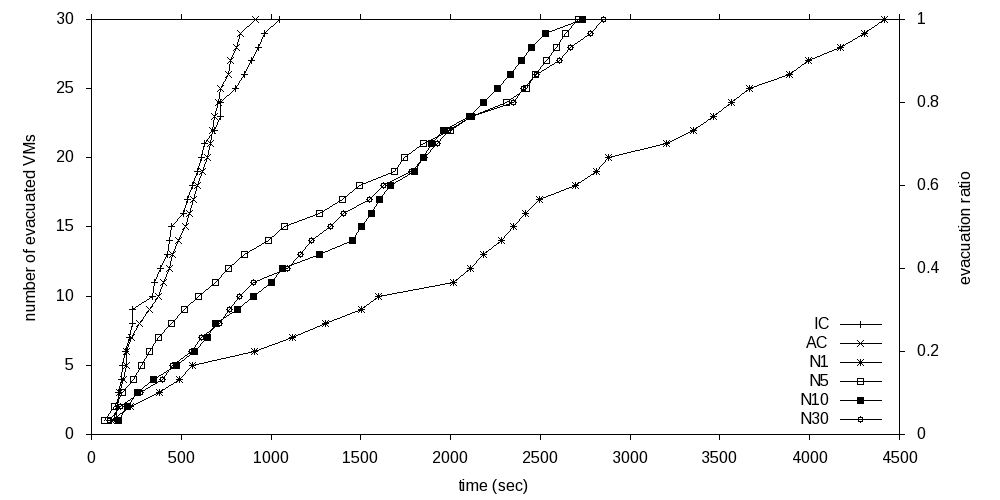 30
25
20
15
10
5
0
number of evacuated VMs
1
0.8
0.6
0.4
0.2
0
evacuation ratio
IC
AC
N1
N5
N10
N30
0 500 1000 1500 2000 2500 3000 3500 4000 4500
time (sec)